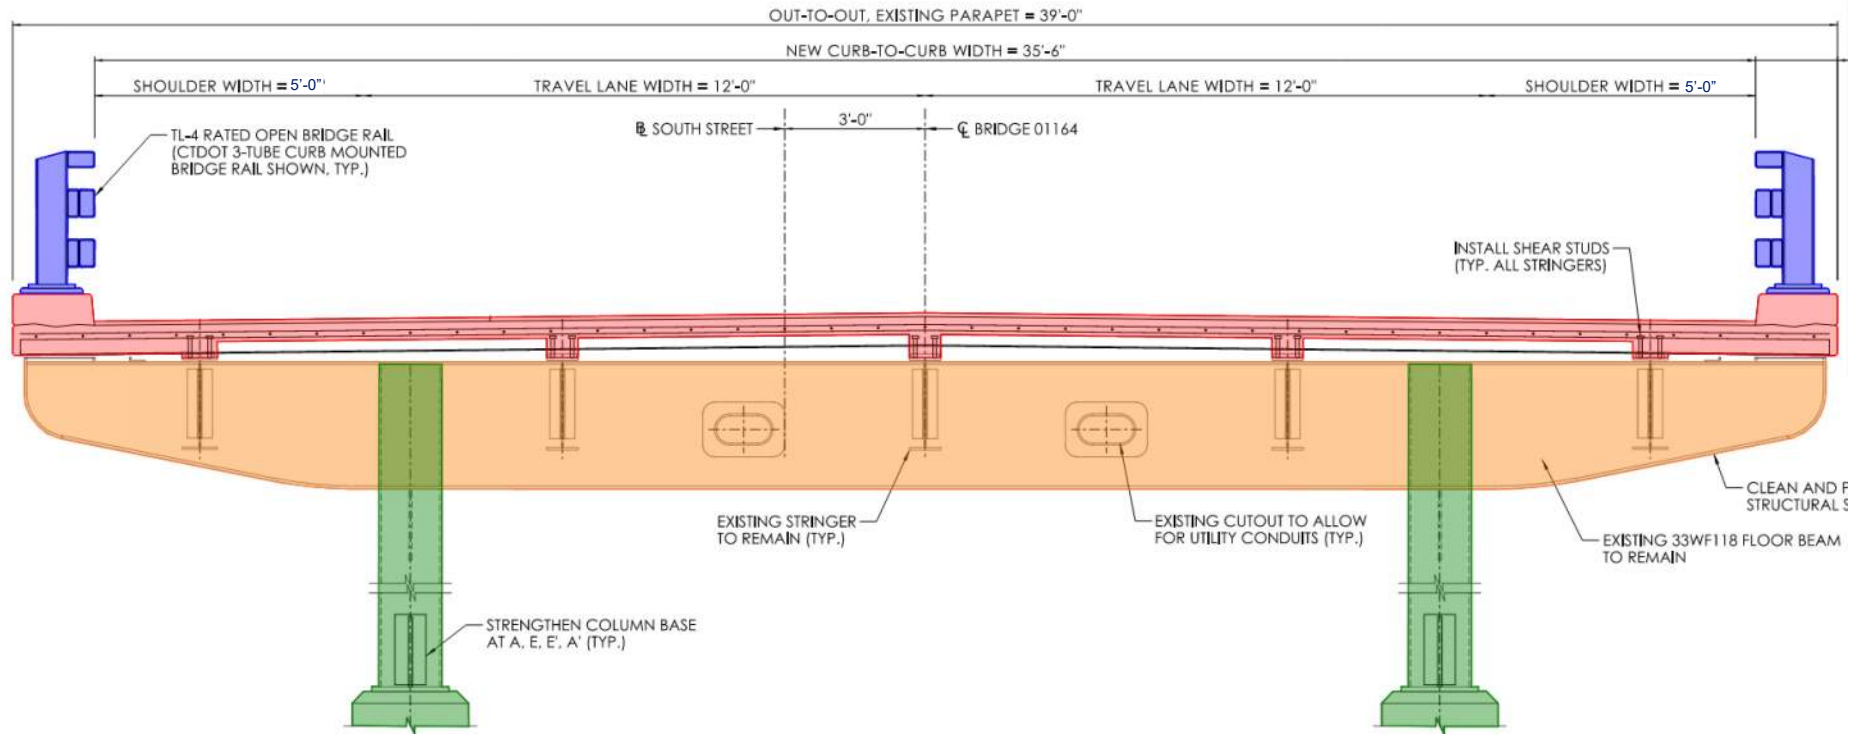 OUT-TO-OUT, EXISTING PARAPET = 39'-0"
NEW CURB-TO-CURB WIDTH = 35'-6"
SHOULDER WIDTH = 5'-0"'
TRAVEL LANE WIDTH = 12'-0"
TRAVEL LANE WIDTH = 12'-0"
SHOULDER WIDTH = 5'-0"
TL-4 RATED OPEN BRIDGE RAIL
(CTDOT 3-TUBE CURB MOUNTED
BRIDGE RAIL SHOWN, TYP.)
BL SOUTH STREET
3'-0"
CL BRIDGE 01164
INSTALL SHEAR STUDS
(TYP. ALL STRINGERS)
EXISTING STRINGER
TO REMAIN (TYP.)
EXISTING CUTOUT TO ALLOW
FOR UTILITY CONDUITS (TYP.)
CLEAN AND
STRUCTURAL
EXISTING 33WF118 FLOOR BEAM
TO REMAIN
STRENGTHEN COLUMN BASE
AT A, E, E', A' (TYP.)